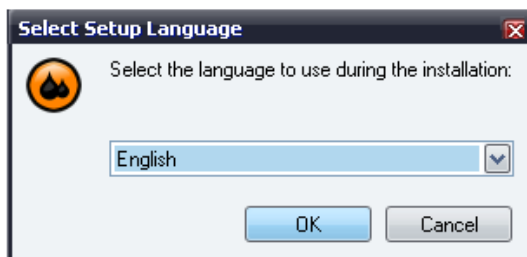 Select Setup Language
Select the language to use during the installation:
English
OK
Cancel